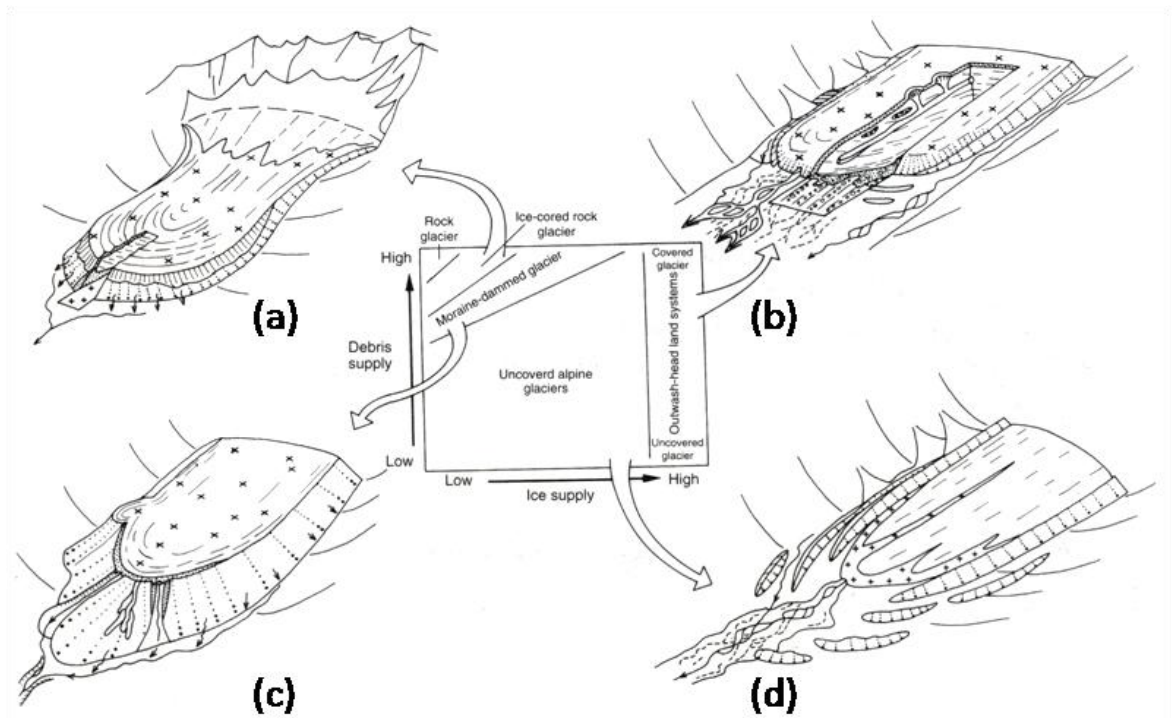 Rock
glacier
Ice-cored rock
glacier
High
Moraine-dammed glacier
Covered
glacier
(a)
(b)
Debris
supply
Uncoverd alpine
glaciers
Outwash-head land systems
Uncovered
glacier
Low
Low
Ice supply
High
(c)
(d)